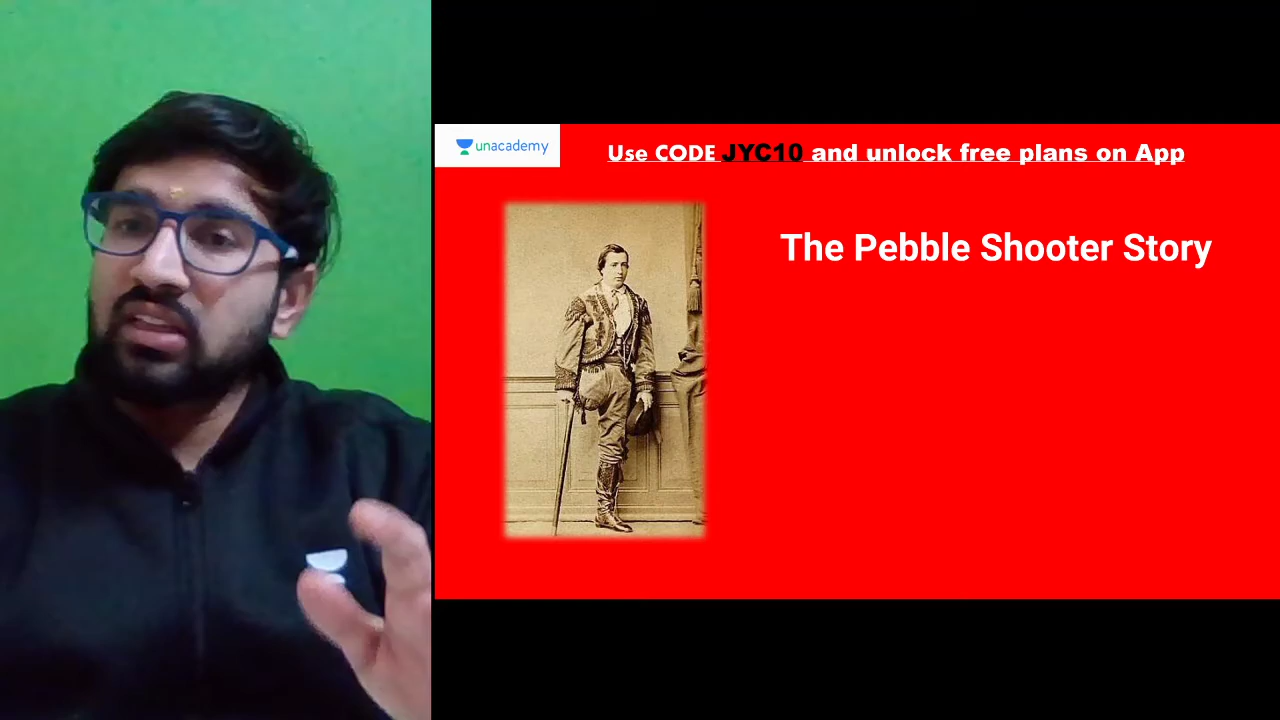 unacademy
Use CODE JYC10 and unlock free plans on App
The Pebble Shooter Story